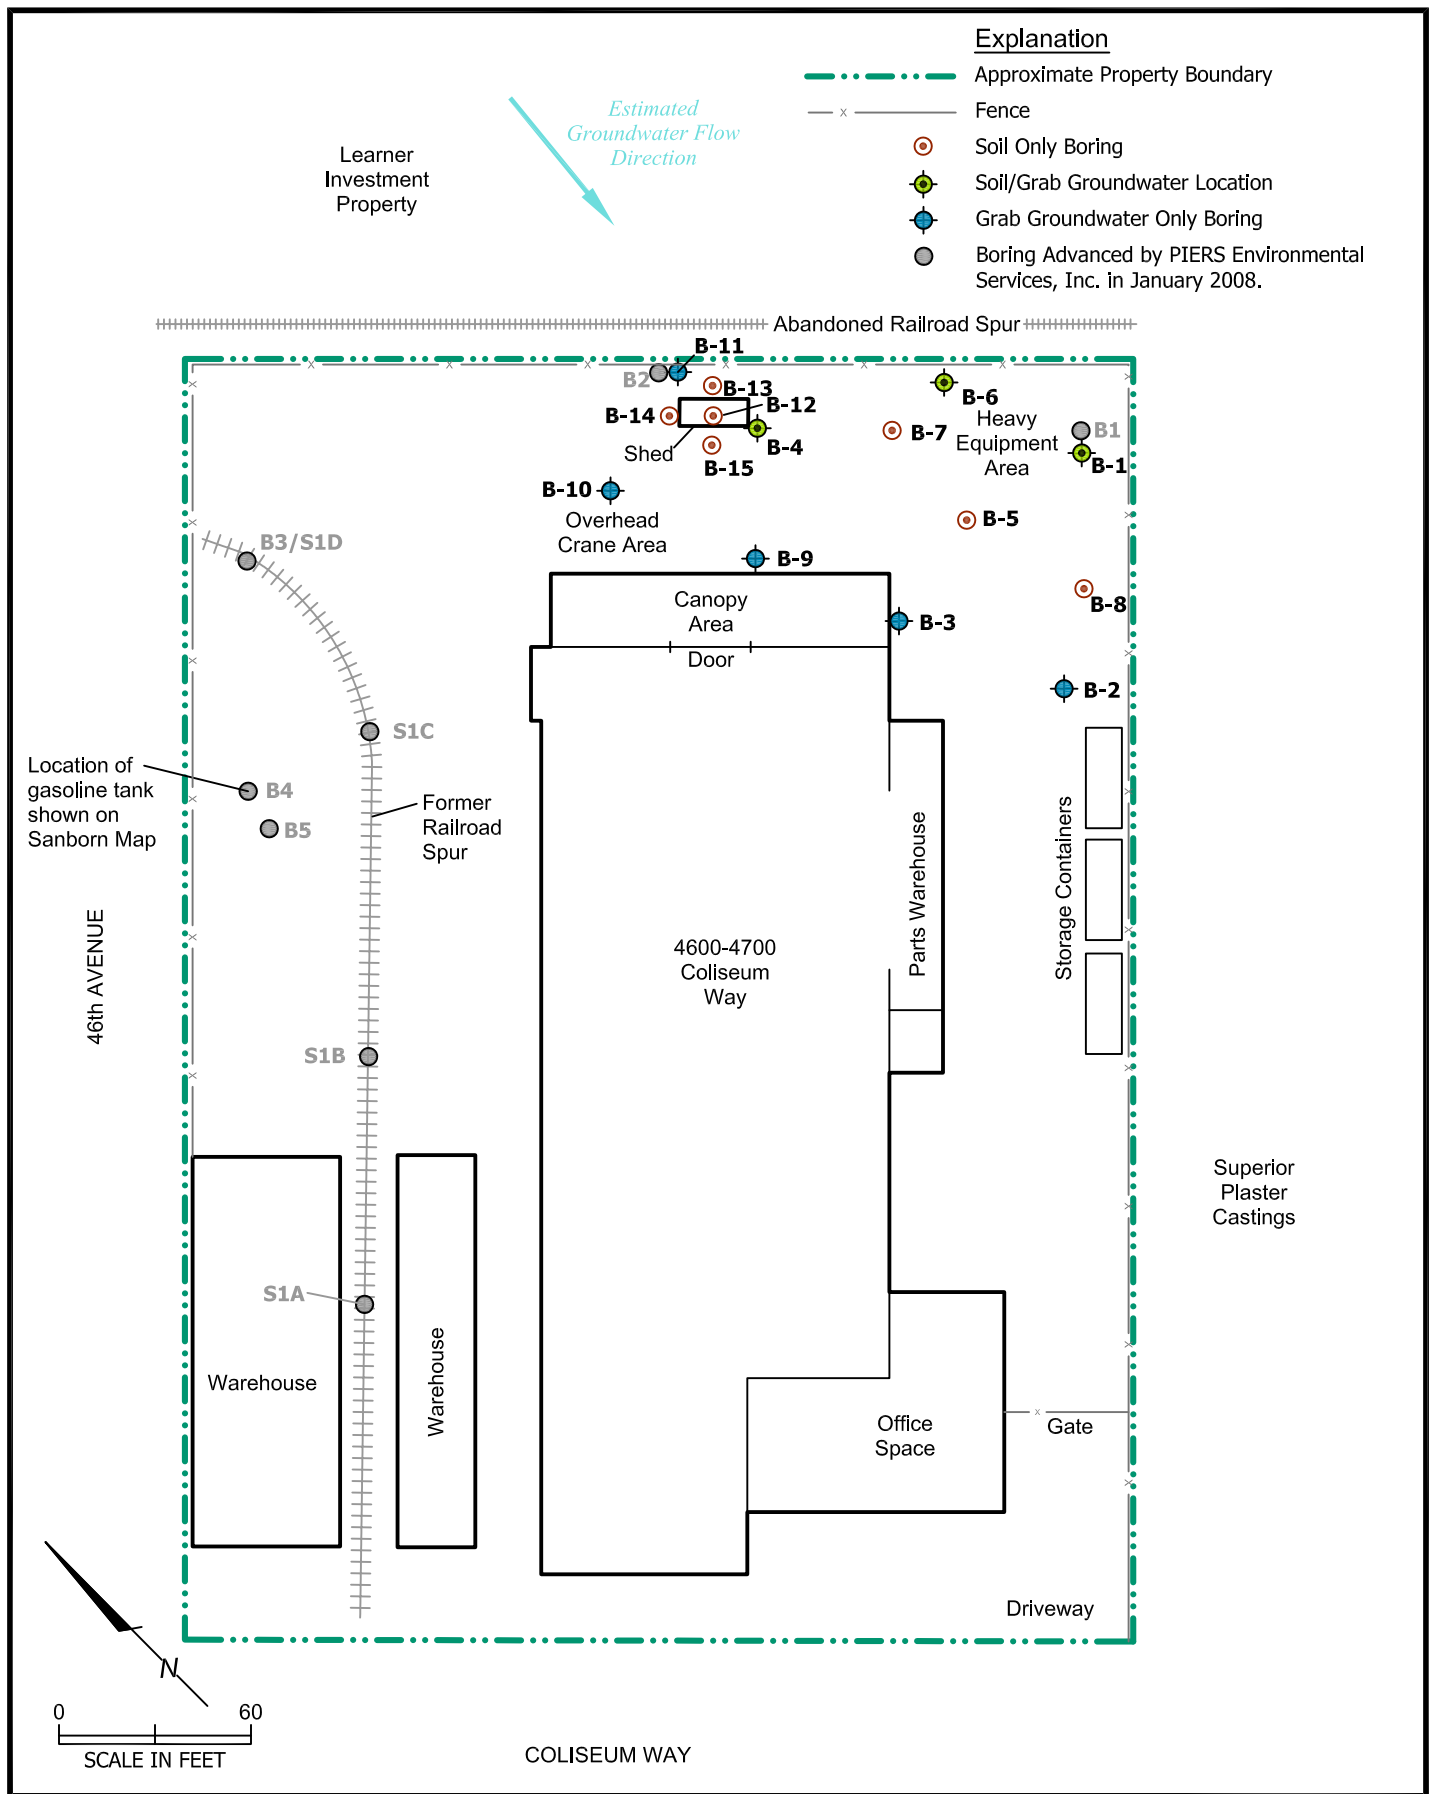 Explanation
Approximate Property Boundary
x
Fence
Soil Only Boring
Soil/Grab Groundwater Location
Grab Groundwater Only Boring
Boring Advanced by PIERS Environmental
Services, Inc. in January 2008.
Estimated
Groundwater Flow
Direction
Learner
Investment
Property
Abandoned Railroad Spur
B-11
B2
B-13
B-12
B-14
Shed
B-4
B-15
B-6
Heavy
Equipment
Area
B-7
B1
B-1
B-10
Overhead
Crane Area
B-5
B-9
B3/S1D
Canopy
Area
Door
B-3
B-8
B-2
S1C
Location of
gasoline tank
shown on
Sanborn Map
B4
B5
Former
Railroad
Spur
Parts Warehouse
Storage Containers
46th AVENUE
4600-4700
Coliseum
Way
S1B
Superior
Plaster
Castings
S1A
Warehouse
Warehouse
Office
Space
Gate
Driveway
N
0 60
SCALE IN FEET
COLISEUM WAY